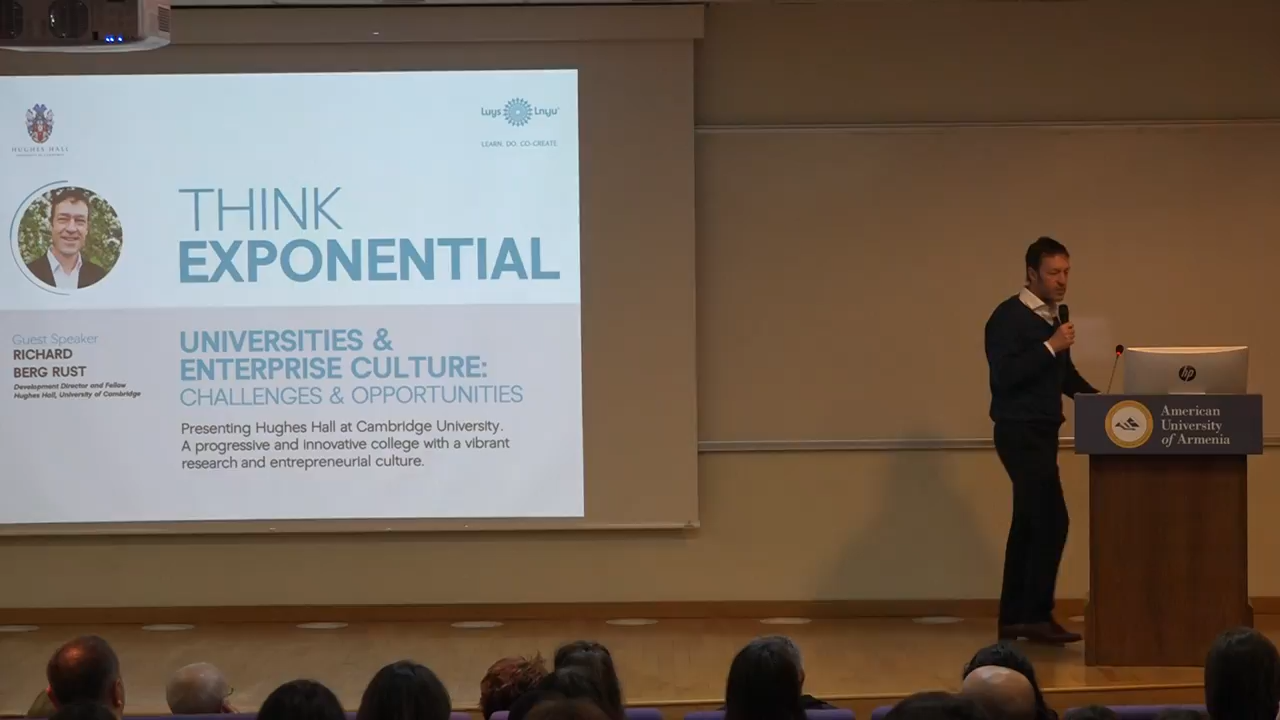 HUGHES HALL
Luys Լույս
LEARN. DO. CO-CREATE
THINK
EXPONENTIAL
Guest Speaker
RICHARD
BERG RUST
Development Director and Fellow
Hughes Hall, University of Cambridge
UNIVERSITIES &
ENTERPRISE CULTURE:
CHALLENGES & OPPORTUNITIES
Presenting Hughes Hall at Cambridge University.
A progressive and innovative college with a vibrant
research and entrepreneurial culture.
hp
American
University
of Armenia